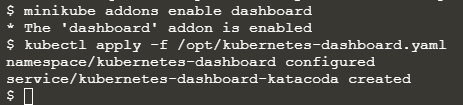 $ minikube addons enable dashboard
* The 'dashboard' addon is enabled
$ kubectl apply -f /opt/kubernetes-dashboard.yaml
namespace/kubernetes-dashboard configured
service/kubernetes-dashboard-katacoda created
$